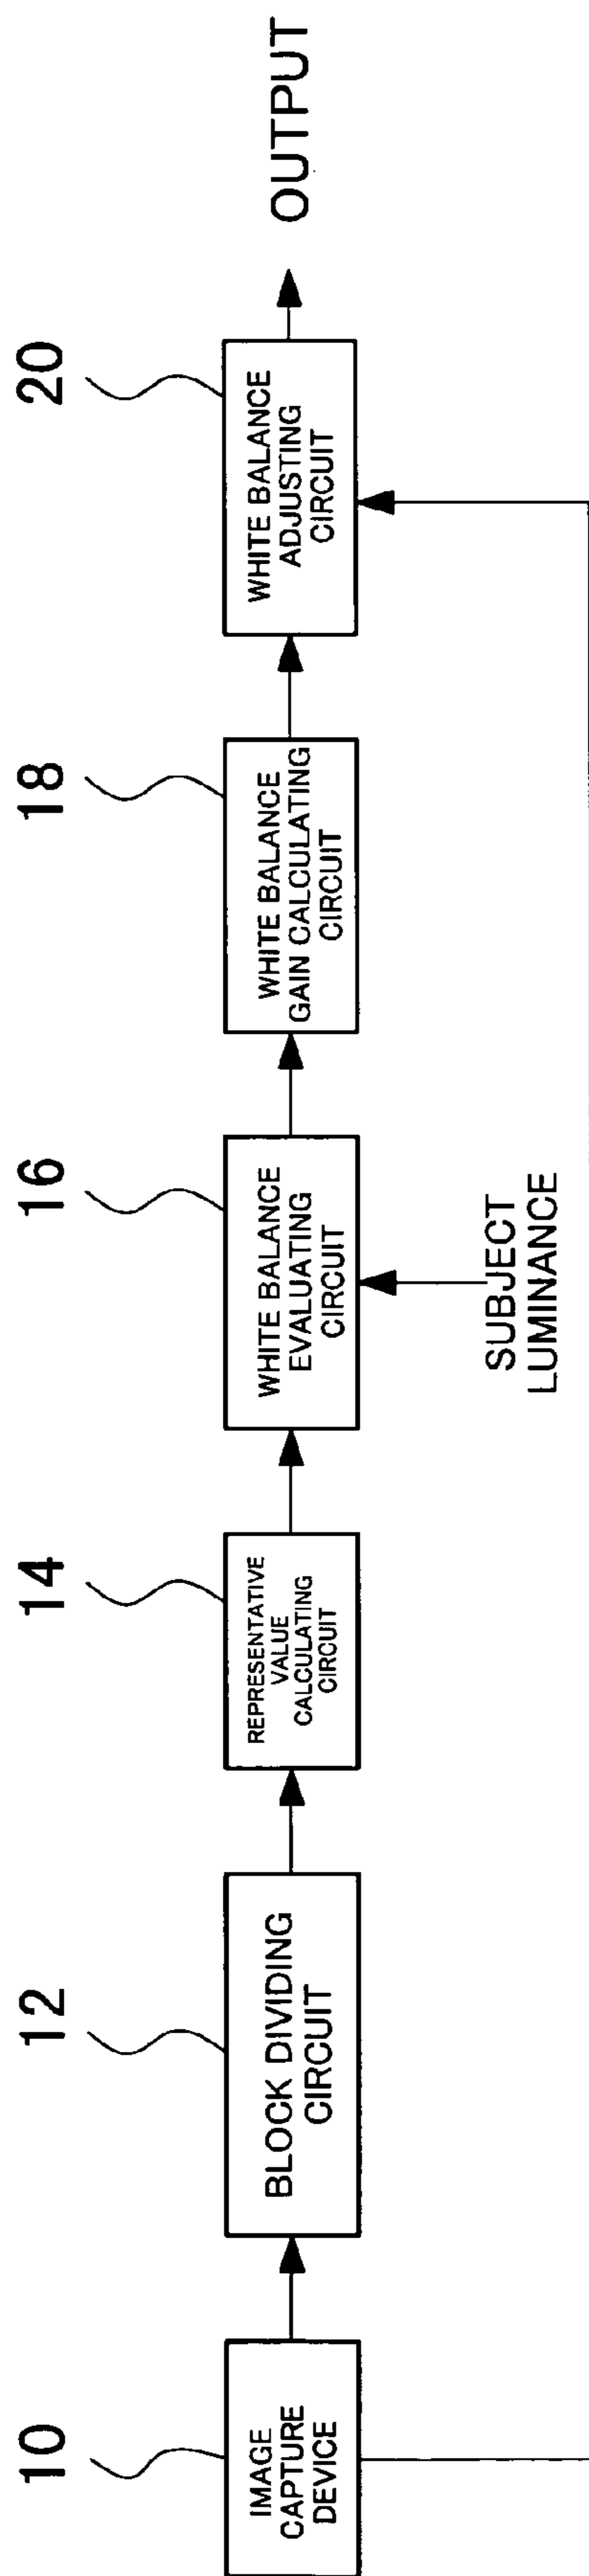 10
IMAGE
CAPTURE
DEVICE
12
BLOCK DIVIDING
CIRCUIT
14
REPRESENTATIVE
VALUE
CALCULATING
CIRCUIT
16
WHITE BALANCE
EVALUATING
CIRCUIT
SUBJECT
LUMINANCE
18
WHITE BALANCE
GAIN CALCULATING
CIRCUIT
20
WHITE BALANCE
ADJUSTING
CIRCUIT
OUTPUT